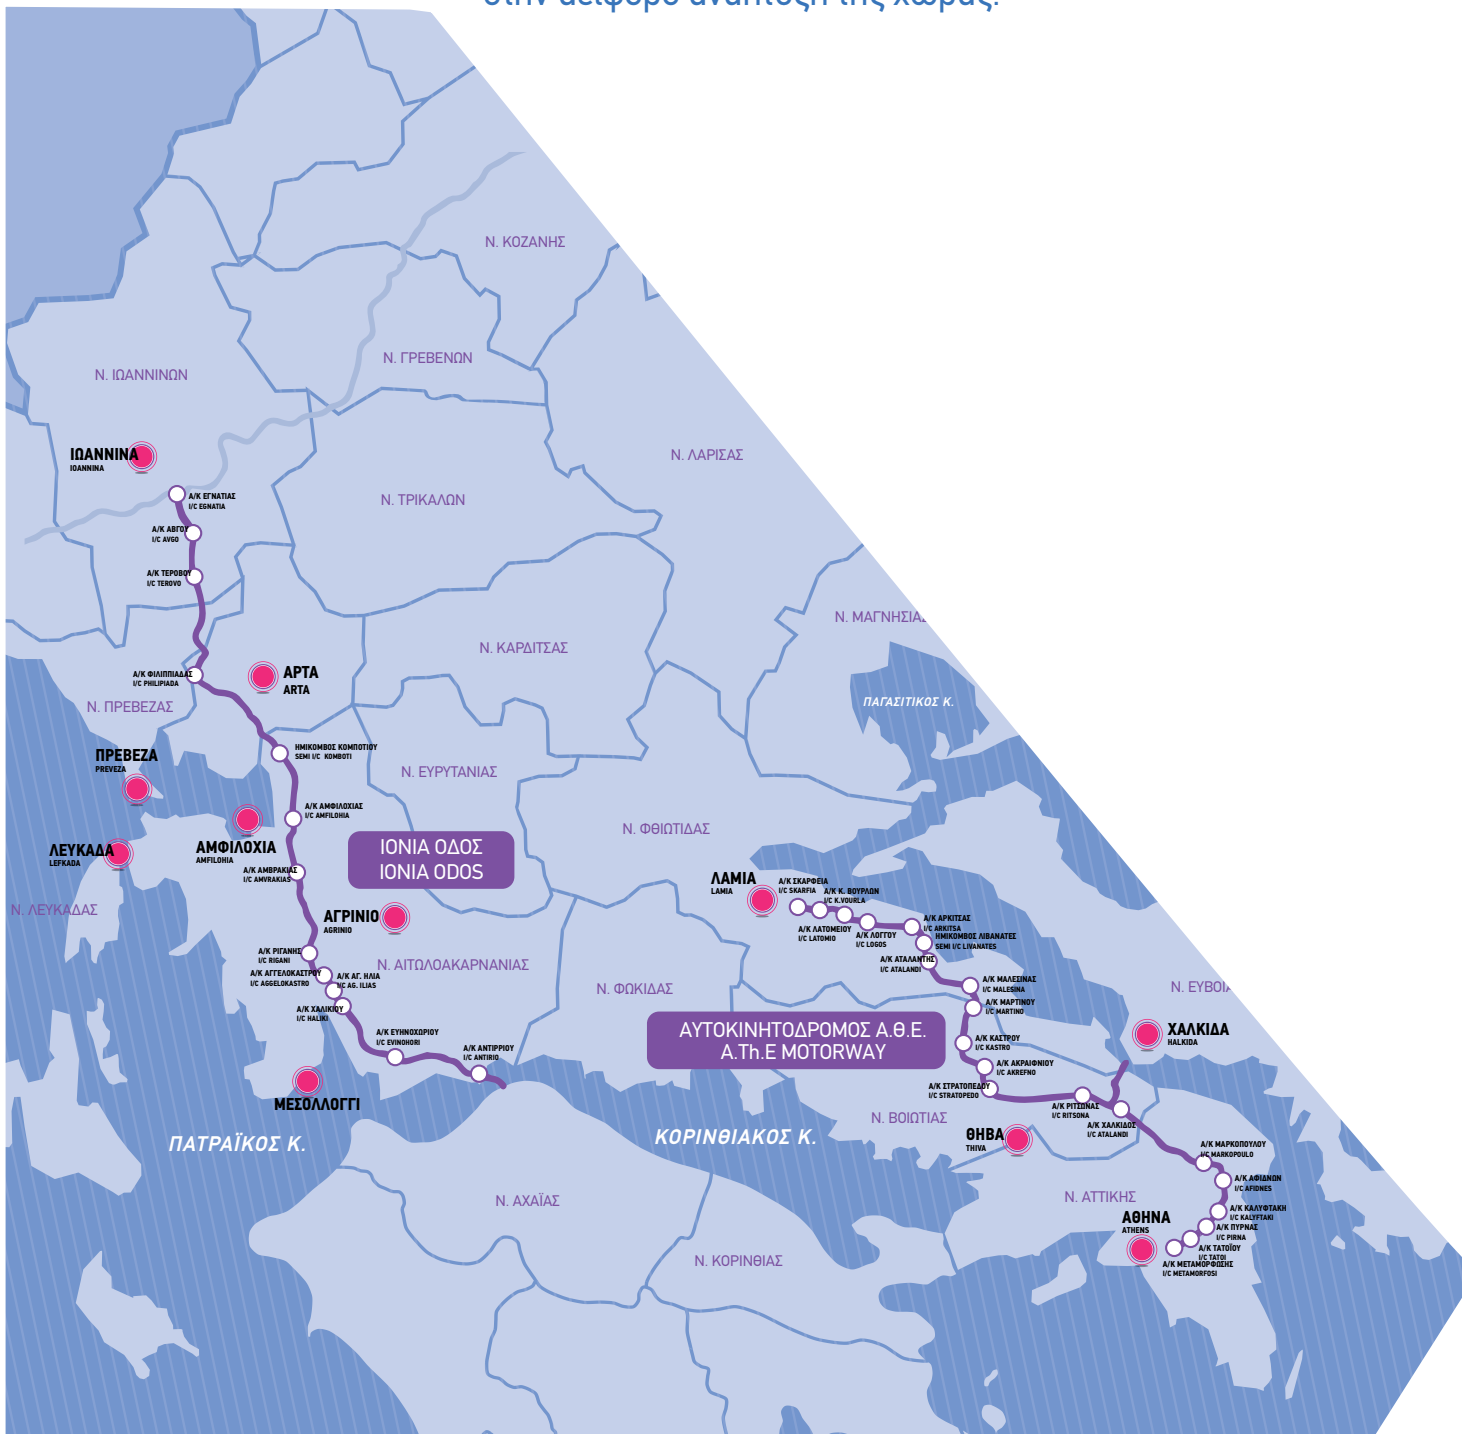 στην αειφόρο ανάπτυξη της χώρας.
Ν. ΚΟΖΑΝΗΣ
Ν. ΓΡΕΒΕΝΩΝ
Ν. ΙΩΑΝΝΙΝΩΝ
ΙΩΑΝΝΙΝΑ
IOANNINA
Ν. ΛΑΡΙΣΑΣ
Ν. ΤΡΙΚΑΛΩΝ
Α/Κ ΕΓΝΑΤΙΑΣ
I/C EGNATIA
Α/Κ ΑΒΓΟΥ
I/C AVGO
Α/Κ ΤΕΡΟΒΟΥ
I/C TEROVO
Ν. ΜΑΓΝΗΣΙΑΣ
Ν. ΚΑΡΔΙΤΣΑΣ
Α/Κ ΦΙΛΙΠΠΙΑΔΑΣ
I/C PHILIPIADA
ΑΡΤΑ
ARTA
Ν. ΠΡΕΒΕΖΑΣ
ΠΑΓΑΣΙΤΙΚΟΣ Κ.
ΠΡΕΒΕΖΑ
PREVEZA
ΗΜΙΚΟΜΒΟΣ ΚΟΜΠΟΤΙΟΥ
SEMI I/C KOMBOTI
Ν. ΕΥΡΥΤΑΝΙΑΣ
Α/Κ ΑΜΦΙΛΟΧΙΑΣ
I/C AMFILOHIA
Ν. ΦΘΙΩΤΙΔΑΣ
ΛΕΥΚΑΔΑ
LEFKADA
ΑΜΦΙΛΟΧΙΑ
AMFILOHIA
ΙΟΝΙΑ ΟΔΟΣ
IONIA ODOS
Α/Κ ΑΜΒΡΑΚΙΑΣ
I/C AMVRAKIAS
ΛΑΜΙΑ
LAMIA
Α/Κ ΣΚΑΡΦΕΙΑ
I/C SKARFIA
Α/Κ Κ. ΒΟΥΡΛΩΝ
I/C K.VOURLA
Ν. ΛΕΥΚΑΔΑΣ
ΑΓΡΙΝΙΟ
AGRINIO
Α/Κ ΛΑΤΟΜΕΙΟΥ
I/C LATOMIO
Α/Κ ΛΟΓΓΟΥ
I/C LOGOS
Α/Κ ΑΡΚΙΤΣΑΣ
I/C ARKITSA
ΗΜΙΚΟΜΒΟΣ ΛΙΒΑΝΑΤΕΣ
SEMI I/C LIVANATES
Α/Κ ΑΤΑΛΑΝΤΗΣ
I/C ATALANDI
Α/Κ ΡΙΓΑΝΗΣ
I/C RIGANI
Ν. ΑΙΤΩΛΟΑΚΑΡΝΑΝΙΑΣ
Α/Κ ΑΓΓΕΛΟΚΑΣΤΡΟΥ
I/C AGGELOKASTRO
Α/Κ ΑΓ. ΗΛΙΑ
I/C AG. ILIAS
Ν. ΦΩΚΙΔΑΣ
Α/Κ ΜΑΛΕΣΙΝΑΣ
I/C MALESINA
Ν. ΕΥΒΟΙΑ
Α/Κ ΧΑΛΙΚΙΟΥ
I/C HALIKI
Α/Κ ΜΑΡΤΙΝΟΥ
I/C MARTINO
Α/Κ ΕΥΗΝΟΧΩΡΙΟΥ
I/C EVINOHORI
ΑΥΤΟΚΙΝΗΤΟΔΡΟΜΟΣ Α.Θ.Ε.
A.Th.E MOTORWAY
ΧΑΛΚΙΔΑ
HALKIDA
Α/Κ ΚΑΣΤΡΟΥ
I/C KASTRO
Α/Κ ΑΝΤΙΡΡΙΟΥ
I/C ANTIRIO
Α/Κ ΑΚΡΑΙΦΝΙΟΥ
I/C AKREFNO
Α/Κ ΣΤΡΑΤΟΠΕΔΟΥ
I/C STRATOPEDO
ΜΕΣΟΛΛΟΓΓΙ
Α/Κ ΡΙΤΣΩΝΑΣ
I/C RITSONA
Ν. ΒΟΙΩΤΙΑΣ
Α/Κ ΧΑΛΚΙΔΟΣ
I/C ATALANDI
ΠΑΤΡΑΪΚΟΣ Κ.
ΚΟΡΙΝΘΙΑΚΟΣ Κ.
ΘΗΒΑ
THIVA
Α/Κ ΜΑΡΚΟΠΟΥΛΟΥ
I/C MARKOPOULO
Α/Κ ΑΦΙΔΝΩΝ
I/C AFIDNES
Ν. ΑΧΑΪΑΣ
Ν. ΑΤΤΙΚΗΣ
Α/Κ ΚΑΛΥΦΤΑΚΗ
I/C KALYFTAKI
ΑΘΗΝΑ
ATHENS
Α/Κ ΠΥΡΝΑΣ
I/C PIRNA
Α/Κ ΤΑΤΟΪΟΥ
I/C TATOI
Ν. ΚΟΡΙΝΘΙΑΣ
Α/Κ ΜΕΤΑΜΟΡΦΩΣΗΣ
I/C METAMORFOSI